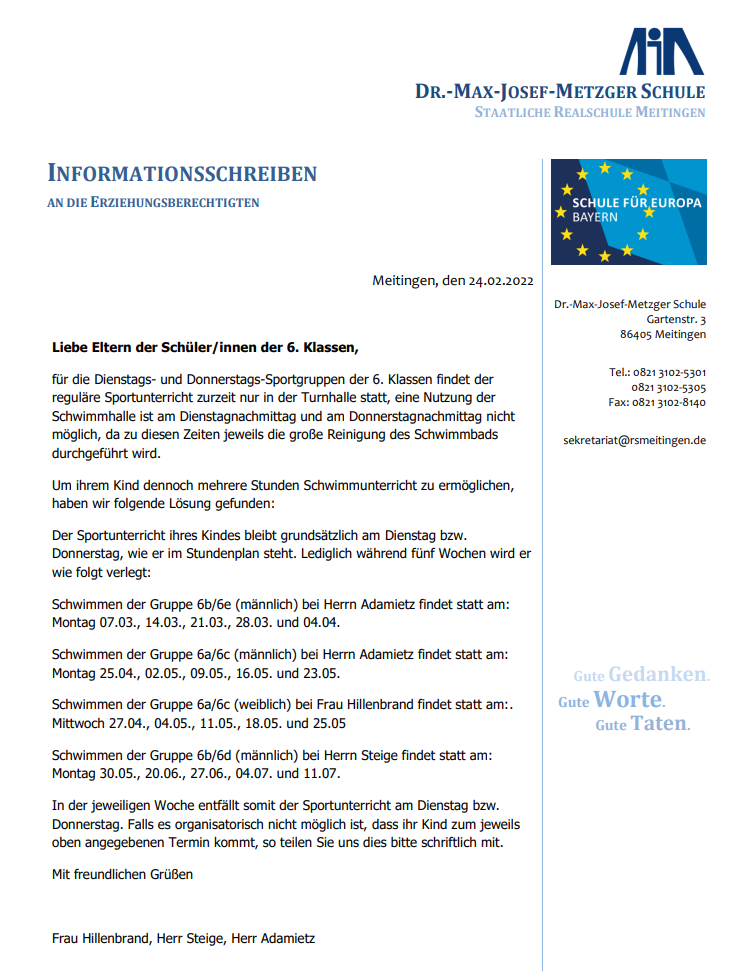 DR.-MAX-JOSEF-METZGER SCHULE
STAATLICHE REALSCHULE MEITINGEN
INFORMATIONSSCHREIBEN
AN DIE ERZIEHUNGSBERECHTIGTEN
SCHULE FÜR EUROPA
BAYERN
Meitingen, den 24.02.2022
Dr.-Max-Josef-Metzger Schule
Gartenstr. 3
86405 Meitingen
Tel.: 0821 3102-5301
0821 3102-5305
Fax: 0821 3102-8140
sekretariat@rsmeitingen.de
Liebe Eltern der Schüler/innen der 6. Klassen,
für die Dienstags- und Donnerstags-Sportgruppen der 6. Klassen findet der
reguläre Sportunterricht zurzeit nur in der Turnhalle statt, eine Nutzung der
Schwimmhalle ist am Dienstagnachmittag und am Donnerstagnachmittag nicht
möglich, da zu diesen Zeiten jeweils die große Reinigung des Schwimmbads
durchgeführt wird.
Um ihrem Kind dennoch mehrere Stunden Schwimmunterricht zu ermöglichen,
haben wir folgende Lösung gefunden:
Der Sportunterricht ihres Kindes bleibt grundsätzlich am Dienstag bzw.
Donnerstag, wie er im Stundenplan steht. Lediglich während fünf Wochen wird er
wie folgt verlegt:
Schwimmen der Gruppe 6b/6e (männlich) bei Herrn Adamietz findet statt am:
Montag 07.03., 14.03., 21.03., 28.03. und 04.04.
Schwimmen der Gruppe 6a/6c (männlich) bei Herrn Adamietz findet statt am:
Montag 25.04., 02.05., 09.05., 16.05. und 23.05.
Schwimmen der Gruppe 6a/6c (weiblich) bei Frau Hillenbrand findet statt am:.
Mittwoch 27.04., 04.05., 11.05., 18.05. und 25.05
Schwimmen der Gruppe 6b/6d (männlich) bei Herrn Steige findet statt am:
Montag 30.05., 20.06., 27.06., 04.07. und 11.07.
In der jeweiligen Woche entfällt somit der Sportunterricht am Dienstag bzw.
Donnerstag. Falls es organisatorisch nicht möglich ist, dass ihr Kind zum jeweils
oben angegebenen Termin kommt, so teilen Sie uns dies bitte schriftlich mit.
Mit freundlichen Grüßen
Frau Hillenbrand, Herr Steige, Herr Adamietz
Gute Gedanken.
Gute Worte.
Gute Taten.